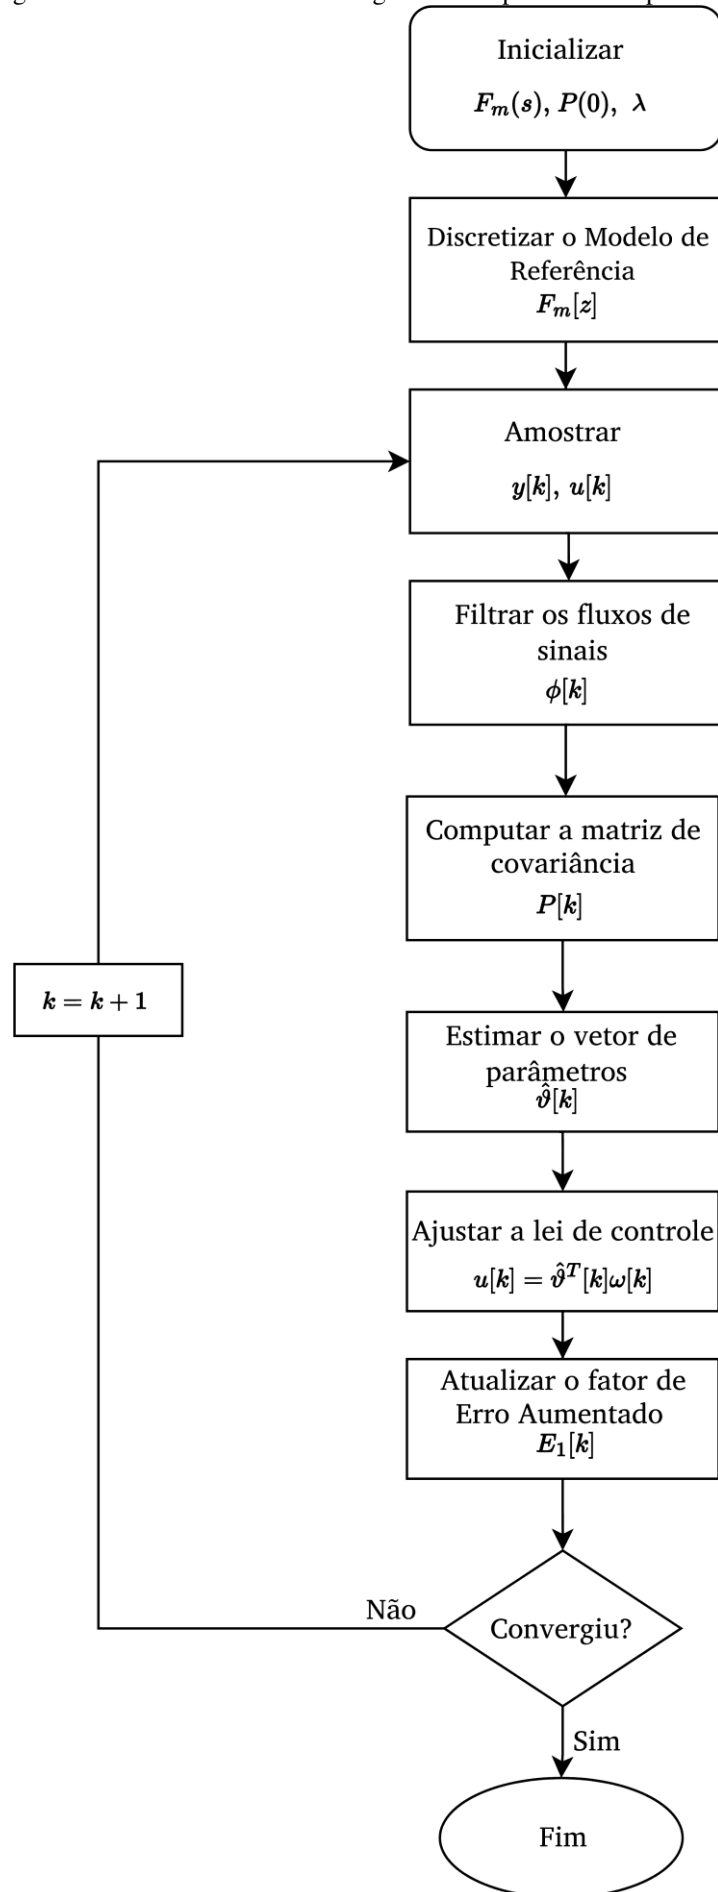 Inicializar
F_m(s), P(0), λ
Discretizar o Modelo de
Referência
F_m[z]
Amostrar
y[k], u[k]
Filtrar os fluxos de
sinais
ϕ[k]
Computar a matriz de
covariância
P[k]
k = k + 1
Estimar o vetor de
parâmetros
ϑ̂[k]
Ajustar a lei de controle
u[k] = ϑ̂^T[k]ω[k]
Atualizar o fator de
Erro Aumentado
E_1[k]
Não
Convergiu?
Sim
Fim